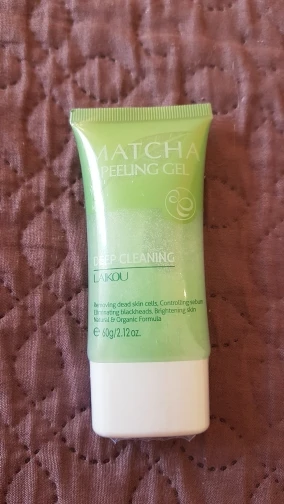 MATCHA
PEELING GEL
DEEP CLEANING
LAIKOU
Removing dead skin cells, Controlling sebum
Eliminating blackheads, Brightening skin
Natural & Organic Formula
℮ 60g/2.12oz.